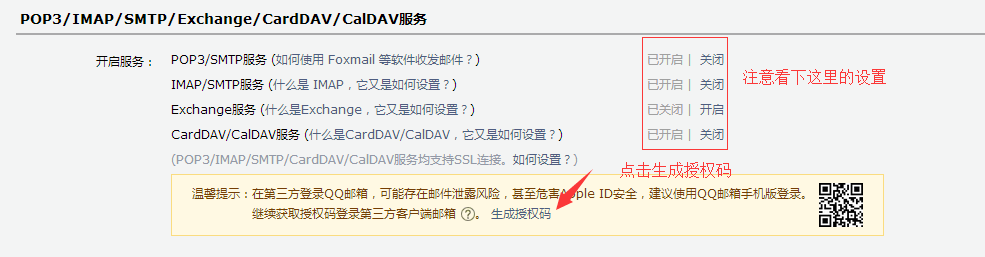 POP3/IMAP/SMTP/Exchange/CardDAV/CalDAV服务
开启服务： POP3/SMTP服务 (如何使用 Foxmail 等软件收发邮件？) 已开启 | 关闭
IMAP/SMTP服务 (什么是 IMAP，它又是如何设置？) 已开启 | 关闭
注意看下这里的设置
Exchange服务 (什么是Exchange，它又是如何设置？) 已关闭 | 开启
CardDAV/CalDAV服务 (什么是CardDAV/CalDAV，它又是如何设置？) 已开启 | 关闭
(POP3/IMAP/SMTP/CardDAV/CalDAV服务均支持SSL连接。如何设置？)
点击生成授权码
温馨提示：在第三方登录QQ邮箱，可能存在邮件泄露风险，甚至危害Apple ID安全，建议使用QQ邮箱手机版登录。
继续获取授权码登录第三方客户端邮箱 ?。 生成授权码